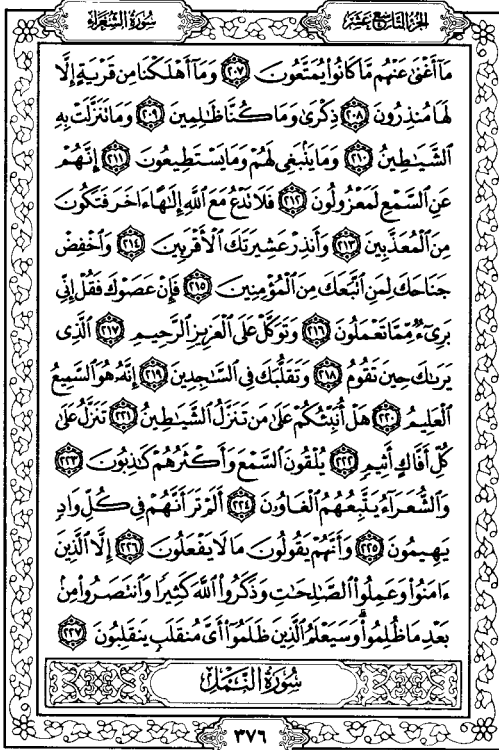 سُورَةُ الشُّعَرَاءِ
الجزء التاسع عشر
مَآ أَغْنَىٰ عَنْهُم مَّا كَانُوا۟ يُمَتَّعُونَ ٢٠٧ وَمَآ أَهْلَكْنَا مِن قَرْيَةٍ إِلَّا
لَهَا مُنذِرُونَ ٢٠٨ ذِكْرَىٰ وَمَا كُنَّا ظَٰلِمِينَ ٢٠٩ وَمَا تَنَزَّلَتْ بِهِ
ٱلشَّيَٰطِينُ ٢١٠ وَمَا يَنۢبَغِى لَهُمْ وَمَا يَسْتَطِيعُونَ ٢١١ إِنَّهُمْ
عَنِ ٱلسَّمْعِ لَمَعْزُولُونَ ٢١٢ فَلَا تَدْعُ مَعَ ٱللَّهِ إِلَٰهًا ءَاخَرَ فَتَكُونَ
مِنَ ٱلْمُعَذَّبِينَ ٢١٣ وَأَنذِرْ عَشِيرَتَكَ ٱلْأَقْرَبِينَ ٢١٤ وَٱخْفِضْ
جَنَاحَكَ لِمَنِ ٱتَّبَعَكَ مِنَ ٱلْمُؤْمِنِينَ ٢١٥ فَإِنْ عَصَوْكَ فَقُلْ إِنِّى
بَرِىٓءٌ مِّمَّا تَعْمَلُونَ ٢١٦ وَتَوَكَّلْ عَلَى ٱلْعَزِيزِ ٱلرَّحِيمِ ٢١٧ ٱلَّذِى
يَرَىٰكَ حِينَ تَقُومُ ٢١٨ وَتَقَلُّبَكَ فِى ٱلسَّٰجِدِينَ ٢١٩ إِنَّهُۥ هُوَ ٱلسَّمِيعُ
ٱلْعَلِيمُ ٢٢٠ هَلْ أُنَبِّئُكُمْ عَلَىٰ مَن تَنَزَّلُ ٱلشَّيَٰطِينُ ٢٢١ تَنَزَّلُ عَلَىٰ
كُلِّ أَفَّاكٍ أَثِيمٍ ٢٢٢ يُلْقُونَ ٱلسَّمْعَ وَأَكْثَرُهُمْ كَٰذِبُونَ ٢٢٣
وَٱلشُّعَرَآءُ يَتَّبِعُهُمُ ٱلْغَاوُۥنَ ٢٢٤ أَلَمْ تَرَ أَنَّهُمْ فِى كُلِّ وَادٍ
يَهِيمُونَ ٢٢٥ وَأَنَّهُمْ يَقُولُونَ مَا لَا يَفْعَلُونَ ٢٢٦ إِلَّا ٱلَّذِينَ
ءَامَنُوا۟ وَعَمِلُوا۟ ٱلصَّٰلِحَٰتِ وَذَكَرُوا۟ ٱللَّهَ كَثِيرًا وَٱنتَصَرُوا۟ مِنۢ
بَعْدِ مَا ظُلِمُوا۟ ۗ وَسَيَعْلَمُ ٱلَّذِينَ ظَلَمُوٓا۟ أَىَّ مُنقَلَبٍ يَنقَلِبُونَ ٢٢٧
سُورَةُ النَّمْلِ
٣٧٦